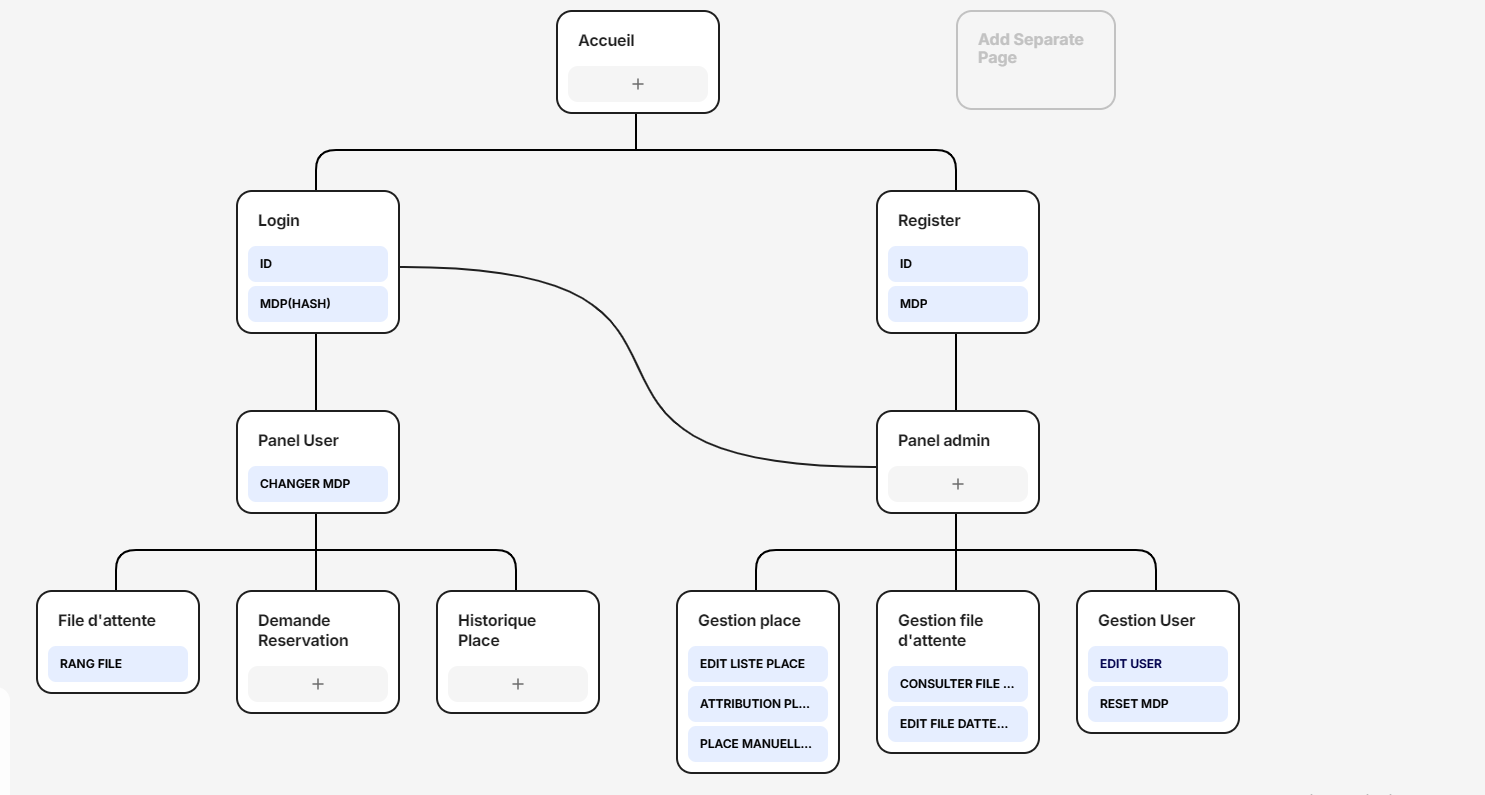 Accueil
Add Separate
Page
Login
ID
MDP(HASH)
Register
ID
MDP
Panel User
CHANGER MDP
Panel admin
File d'attente
RANG FILE
Demande
Reservation
Historique
Place
Gestion place
EDIT LISTE PLACE
ATTRIBUTION PL...
PLACE MANUELL...
Gestion file
d'attente
CONSULTER FILE ...
EDIT FILE DATTE...
Gestion User
EDIT USER
RESET MDP